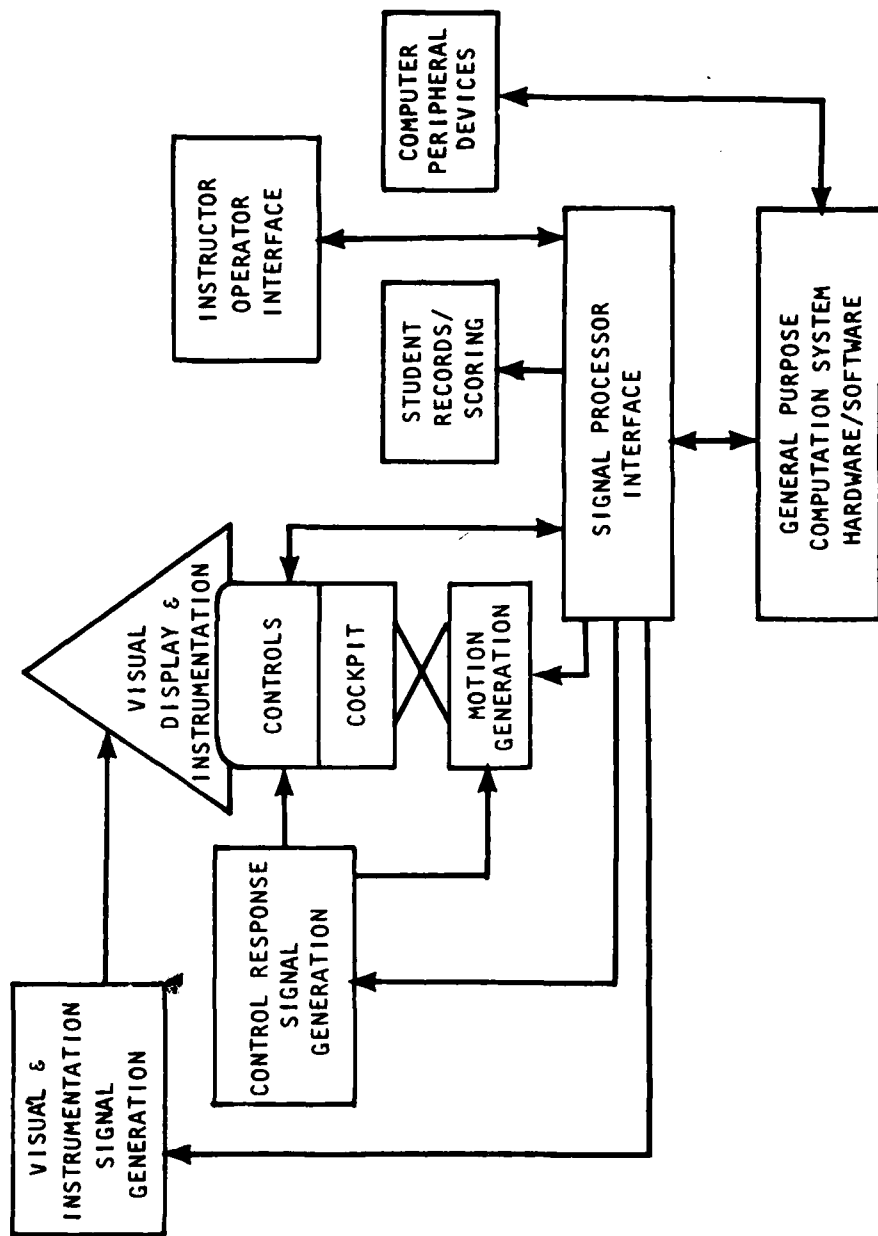 VISUAL &
INSTRUMENTATION
SIGNAL
GENERATION
VISUAL
DISPLAY &
INSTRUMENTATION
CONTROL RESPONSE
SIGNAL
GENERATION
CONTROLS
COCKPIT
MOTION
GENERATION
INSTRUCTOR
OPERATOR
INTERFACE
STUDENT
RECORDS/
SCORING
COMPUTER
PERIPHERAL
DEVICES
SIGNAL PROCESSOR
INTERFACE
GENERAL PURPOSE
COMPUTATION SYSTEM
HARDWARE/SOFTWARE